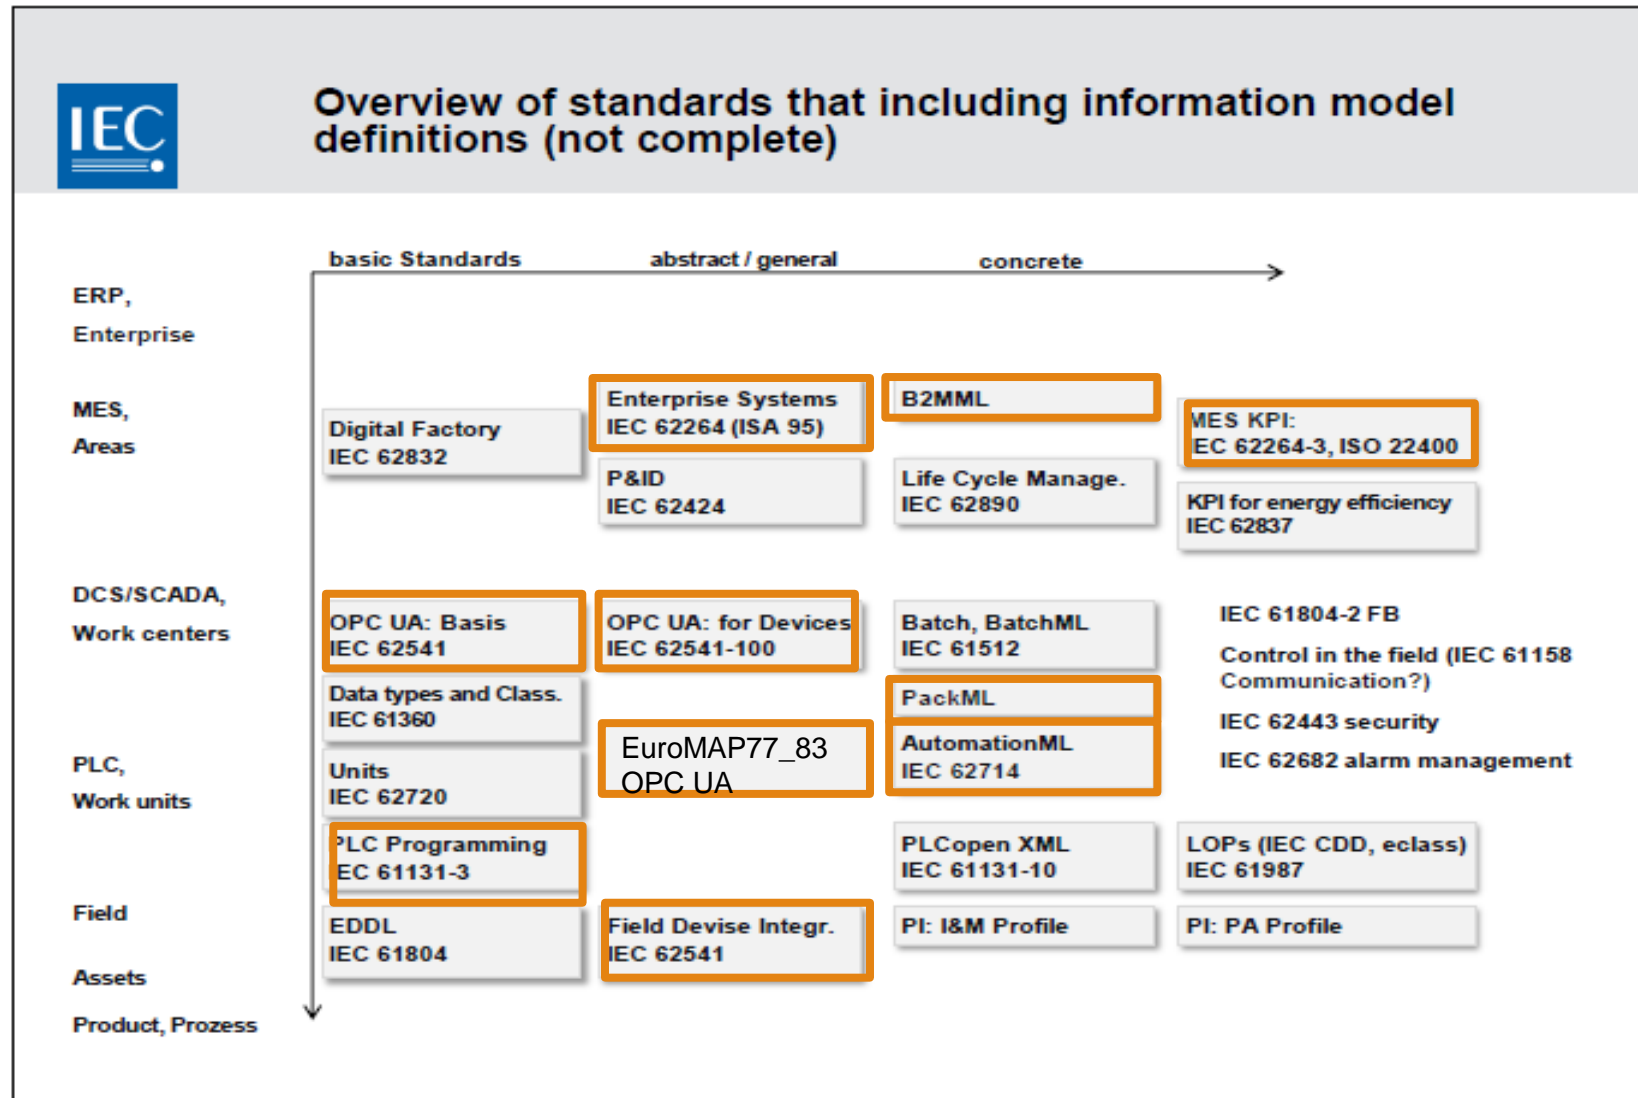 IEC
Overview of standards that including information model
definitions (not complete)
basic Standards
abstract / general
concrete
ERP,
Enterprise
MES,
Areas
Digital Factory
IEC 62832
Enterprise Systems
IEC 62264 (ISA 95)
P&ID
IEC 62424
B2MML
Life Cycle Manage.
IEC 62890
MES KPI:
IEC 62264-3, ISO 22400
KPI for energy efficiency
IEC 62837
DCS/SCADA,
Work centers
OPC UA: Basis
IEC 62541
OPC UA: for Devices
IEC 62541-100
Batch, BatchML
IEC 61512
IEC 61804-2 FB
Control in the field (IEC 61158
Communication?)
IEC 62443 security
IEC 62682 alarm management
Data types and Class.
IEC 61360
PackML
PLC,
Work units
Units
IEC 62720
EuroMAP77_83
OPC UA
AutomationML
IEC 62714
PLC Programming
IEC 61131-3
PLCopen XML
IEC 61131-10
LOPs (IEC CDD, eclass)
IEC 61987
Field
EDDL
IEC 61804
Field Devise Integr.
IEC 62541
PI: I&M Profile
PI: PA Profile
Assets
Product, Prozess